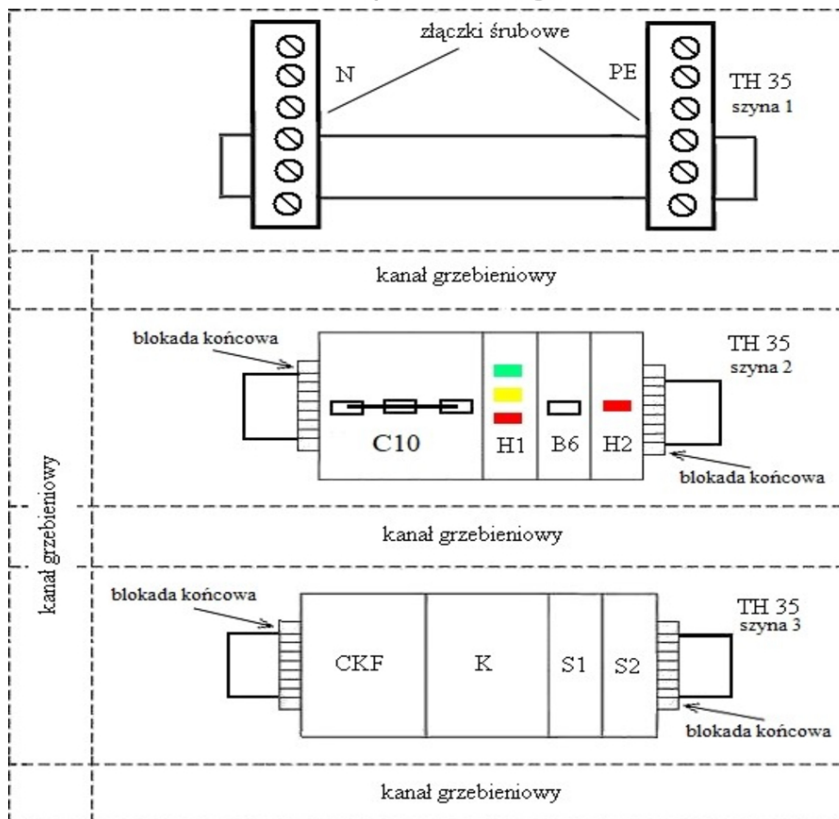 złączki śrubowe
N
PE
TH 35
szyna 1
kanał grzebieniowy
blokada końcowa
TH 35
szyna 2
C10
H1
B6
H2
blokada końcowa
kanał grzebieniowy
kanał grzebieniowy
blokada końcowa
TH 35
szyna 3
CKF
K
S1
S2
blokada końcowa
kanał grzebieniowy